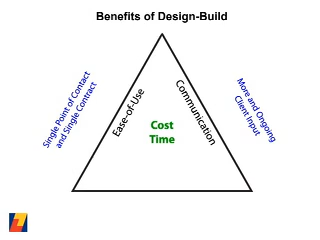 Benefits of Design-Build
Single Point of Contact
and Single Contract
Ease-of-Use
Communication
More and Ongoing
Client Input
Cost
Time